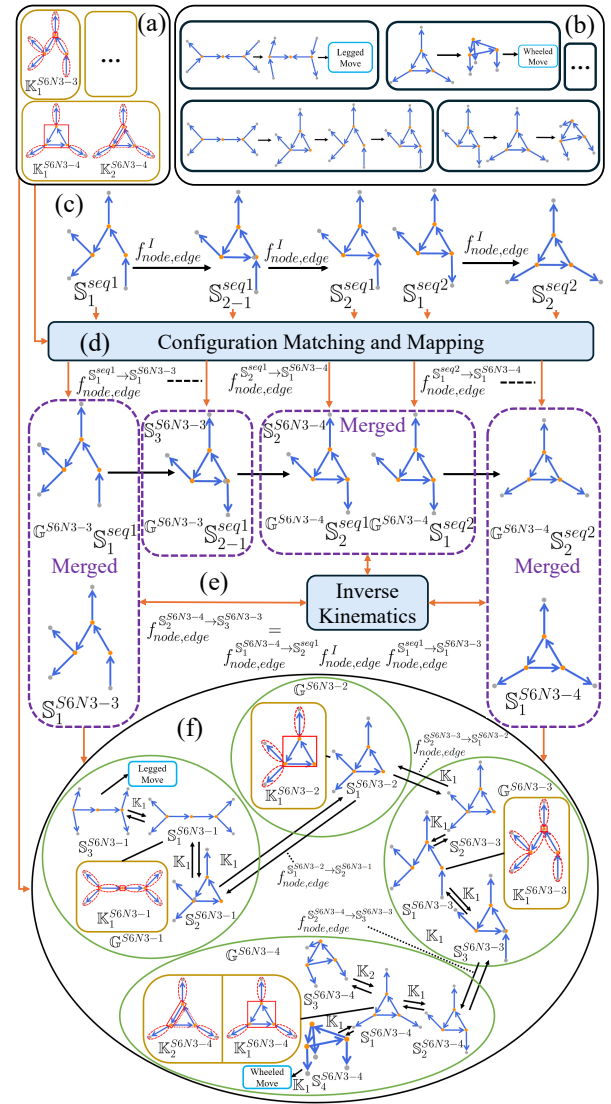 (a)
𝕂₁^{S6N3−3}
...
𝕂₁^{S6N3−4} 𝕂₂^{S6N3−4}
(b)
Legged
Move
Wheeled
Move
...
(c)
f^{I}_{node,edge} f^{I}_{node,edge} f^{I}_{node,edge}
𝕊₁^{seq1} 𝕊_{2−1}^{seq1} 𝕊₂^{seq1} 𝕊₁^{seq2} 𝕊₂^{seq2}
(d)
Configuration Matching and Mapping
f_{node,edge}^{𝕊₁^{seq1}→𝕊₁^{S6N3−3}} f_{node,edge}^{𝕊₂^{seq1}→𝕊₁^{S6N3−4}} f_{node,edge}^{𝕊₁^{seq2}→𝕊₁^{S6N3−4}}
𝕊₃^{S6N3−3} 𝕊₂^{S6N3−4} Merged
𝔾^{S6N3−3} 𝕊₁^{seq1} 𝔾^{S6N3−3} 𝕊_{2−1}^{seq1} 𝔾^{S6N3−4} 𝕊₂^{seq1} 𝔾^{S6N3−4} 𝕊₁^{seq2} 𝔾^{S6N3−4} 𝕊₂^{seq2}
Merged
Merged
(e)
Inverse
Kinematics
f_{node,edge}^{𝕊₂^{S6N3−4}→𝕊₃^{S6N3−3}} =
f_{node,edge}^{𝕊₁^{S6N3−4}→𝕊₂^{seq1}} f^{I}_{node,edge} f_{node,edge}^{𝕊₁^{seq1}→𝕊₁^{S6N3−3}}
𝕊₁^{S6N3−3} 𝕊₁^{S6N3−4}
(f)
𝔾^{S6N3−2}
𝕂₁^{S6N3−2} 𝕊₁^{S6N3−2}
f_{node,edge}^{𝕊₂^{S6N3−3}→𝕊₁^{S6N3−2}}
𝕂₁
Legged
Move
𝕂₁
𝕊₃^{S6N3−1} 𝕊₁^{S6N3−1}
𝕂₁ 𝕂₁
𝕂₁^{S6N3−1} 𝕊₂^{S6N3−1}
𝔾^{S6N3−1}
f_{node,edge}^{𝕊₁^{S6N3−2}→𝕊₂^{S6N3−1}}
𝔾^{S6N3−3}
𝕂₁
𝕊₂^{S6N3−3}
𝕂₁
𝕂₁^{S6N3−3}
𝕊₁^{S6N3−3}
𝕊₃^{S6N3−3}
f_{node,edge}^{𝕊₂^{S6N3−4}→𝕊₃^{S6N3−3}}
𝕂₁
𝔾^{S6N3−4}
𝕂₂
𝕊₃^{S6N3−4}
𝕂₁
𝕂₁
𝕂₂^{S6N3−4} 𝕂₁^{S6N3−4}
𝕊₁^{S6N3−4} 𝕊₂^{S6N3−4}
Wheeled
Move
𝕂₁ 𝕊₄^{S6N3−4}